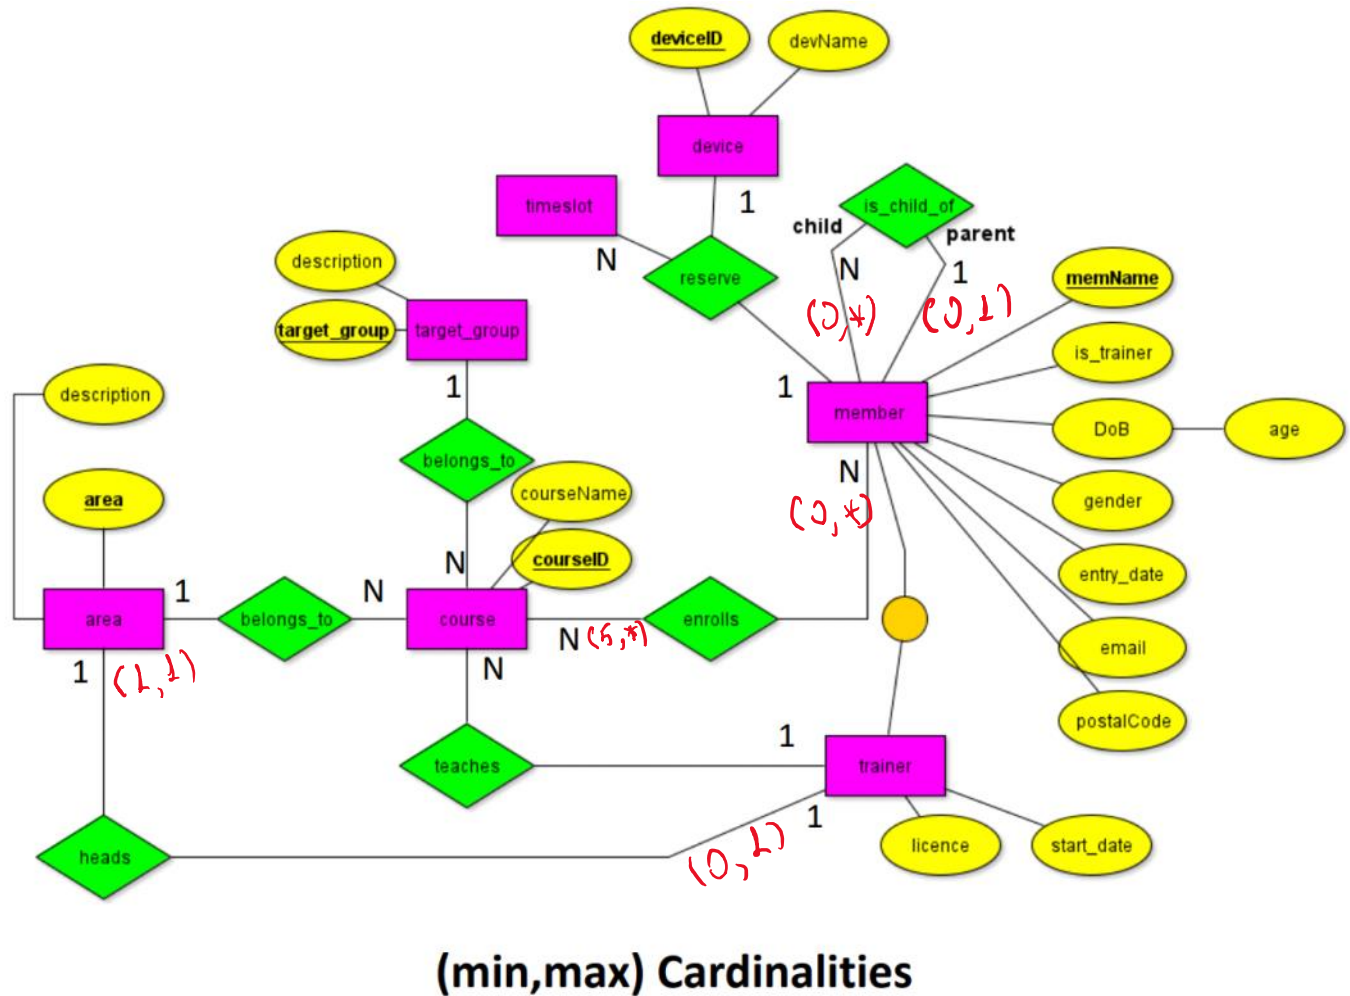 deviceID
devName
device
1
timeslot
N
reserve
is_child_of
child
parent
N
1
(0,*)
(0,1)
memName
is_trainer
DoB
age
gender
entry_date
email
postalCode
1
member
N
(0,*)
description
target_group
target_group
1
belongs_to
courseName
courseID
N
description
area
area
1
belongs_to
N
course
N
(5,*)
enrolls
1
(1,1)
N
teaches
1
trainer
1
(0,1)
licence
start_date
heads
(min,max) Cardinalities